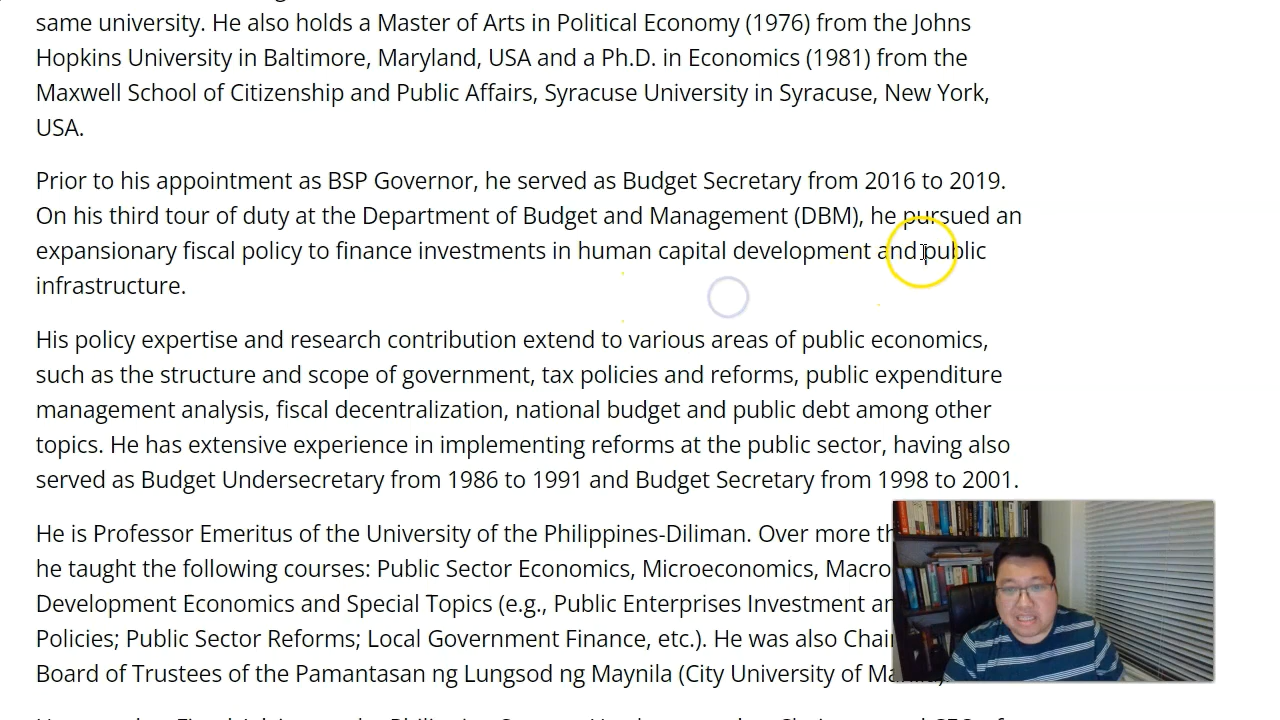 same university. He also holds a Master of Arts in Political Economy (1976) from the Johns
Hopkins University in Baltimore, Maryland, USA and a Ph.D. in Economics (1981) from the
Maxwell School of Citizenship and Public Affairs, Syracuse University in Syracuse, New York,
USA.
Prior to his appointment as BSP Governor, he served as Budget Secretary from 2016 to 2019.
On his third tour of duty at the Department of Budget and Management (DBM), he pursued an
expansionary fiscal policy to finance investments in human capital development and public
infrastructure.
His policy expertise and research contribution extend to various areas of public economics,
such as the structure and scope of government, tax policies and reforms, public expenditure
management analysis, fiscal decentralization, national budget and public debt among other
topics. He has extensive experience in implementing reforms at the public sector, having also
served as Budget Undersecretary from 1986 to 1991 and Budget Secretary from 1998 to 2001.
He is Professor Emeritus of the University of the Philippines-Diliman. Over more
he taught the following courses: Public Sector Economics, Microeconomics,
Development Economics and Special Topics (e.g., Public Enterprises Investment
Policies; Public Sector Reforms; Local Government Finance, etc.). He was also
Board of Trustees of the Pamantasan ng Lungsod ng Maynila (City University of